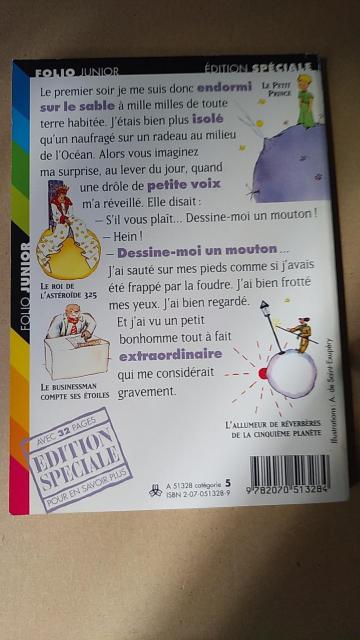 FOLIO JUNIOR
ÉDITION SPÉCIALE
Le premier soir je me suis donc endormi
sur le sable à mille milles de toute
terre habitée. J'étais bien plus isolé
qu'un naufragé sur un radeau au milieu
de l'Océan. Alors vous imaginez
ma surprise, au lever du jour, quand
une drôle de petite voix
m'a réveillé. Elle disait :
– S'il vous plaît... Dessine-moi un mouton !
– Hein !
– Dessine-moi un mouton...
J'ai sauté sur mes pieds comme si j'avais
été frappé par la foudre. J'ai bien frotté
mes yeux. J'ai bien regardé.
Et j'ai vu un petit
bonhomme tout à fait
extraordinaire
qui me considérait
gravement.
LE PETIT
PRINCE
LE ROI DE
L'ASTÉROÏDE 325
LE BUSINESSMAN
COMPTE SES ÉTOILES
L'ALLUMEUR DE RÉVERBÈRES
DE LA CINQUIÈME PLANÈTE
Illustrations : A. de Saint-Exupéry
FOLIO JUNIOR
AVEC 32 PAGES
EDITION
SPÉCIALE
POUR EN SAVOIR PLUS
A 51328 catégorie 5
ISBN 2-07-051328-9
9 782070 513284